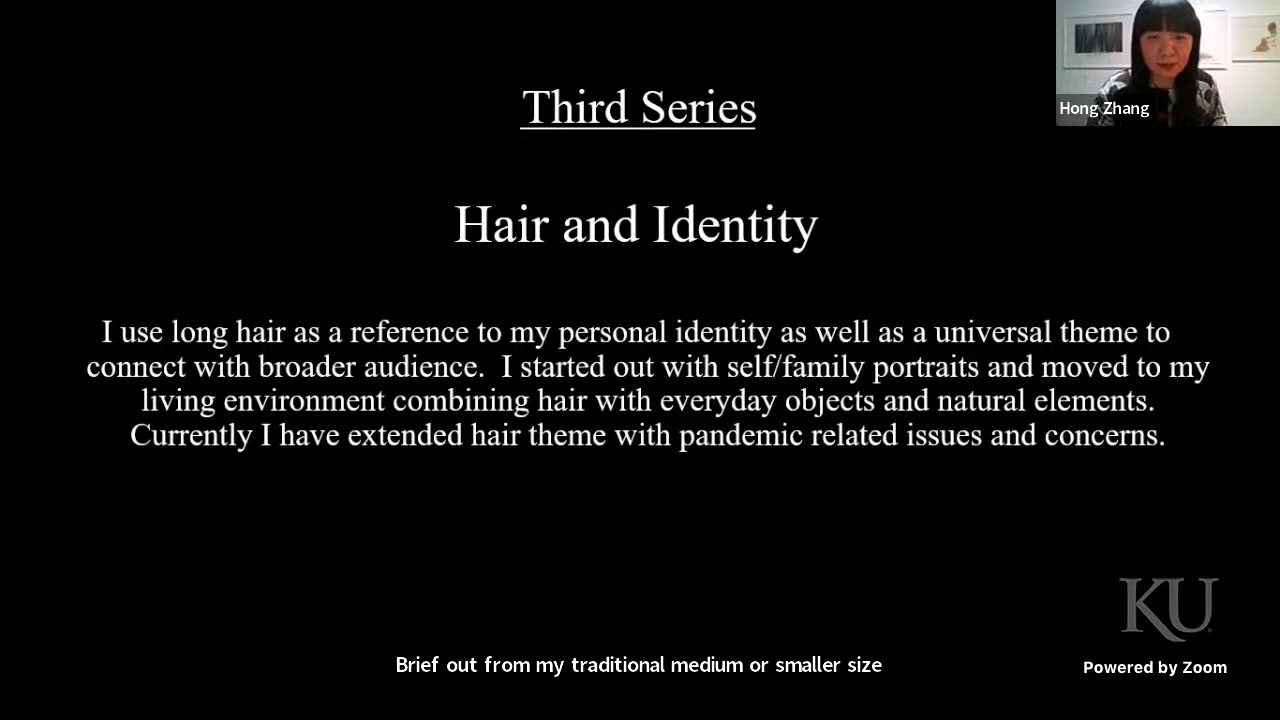 Third Series
Hong Zhang
Hair and Identity
I use long hair as a reference to my personal identity as well as a universal theme to
connect with broader audience.  I started out with self/family portraits and moved to my
living environment combining hair with everyday objects and natural elements.
Currently I have extended hair theme with pandemic related issues and concerns.
KU
Brief out from my traditional medium or smaller size
Powered by Zoom